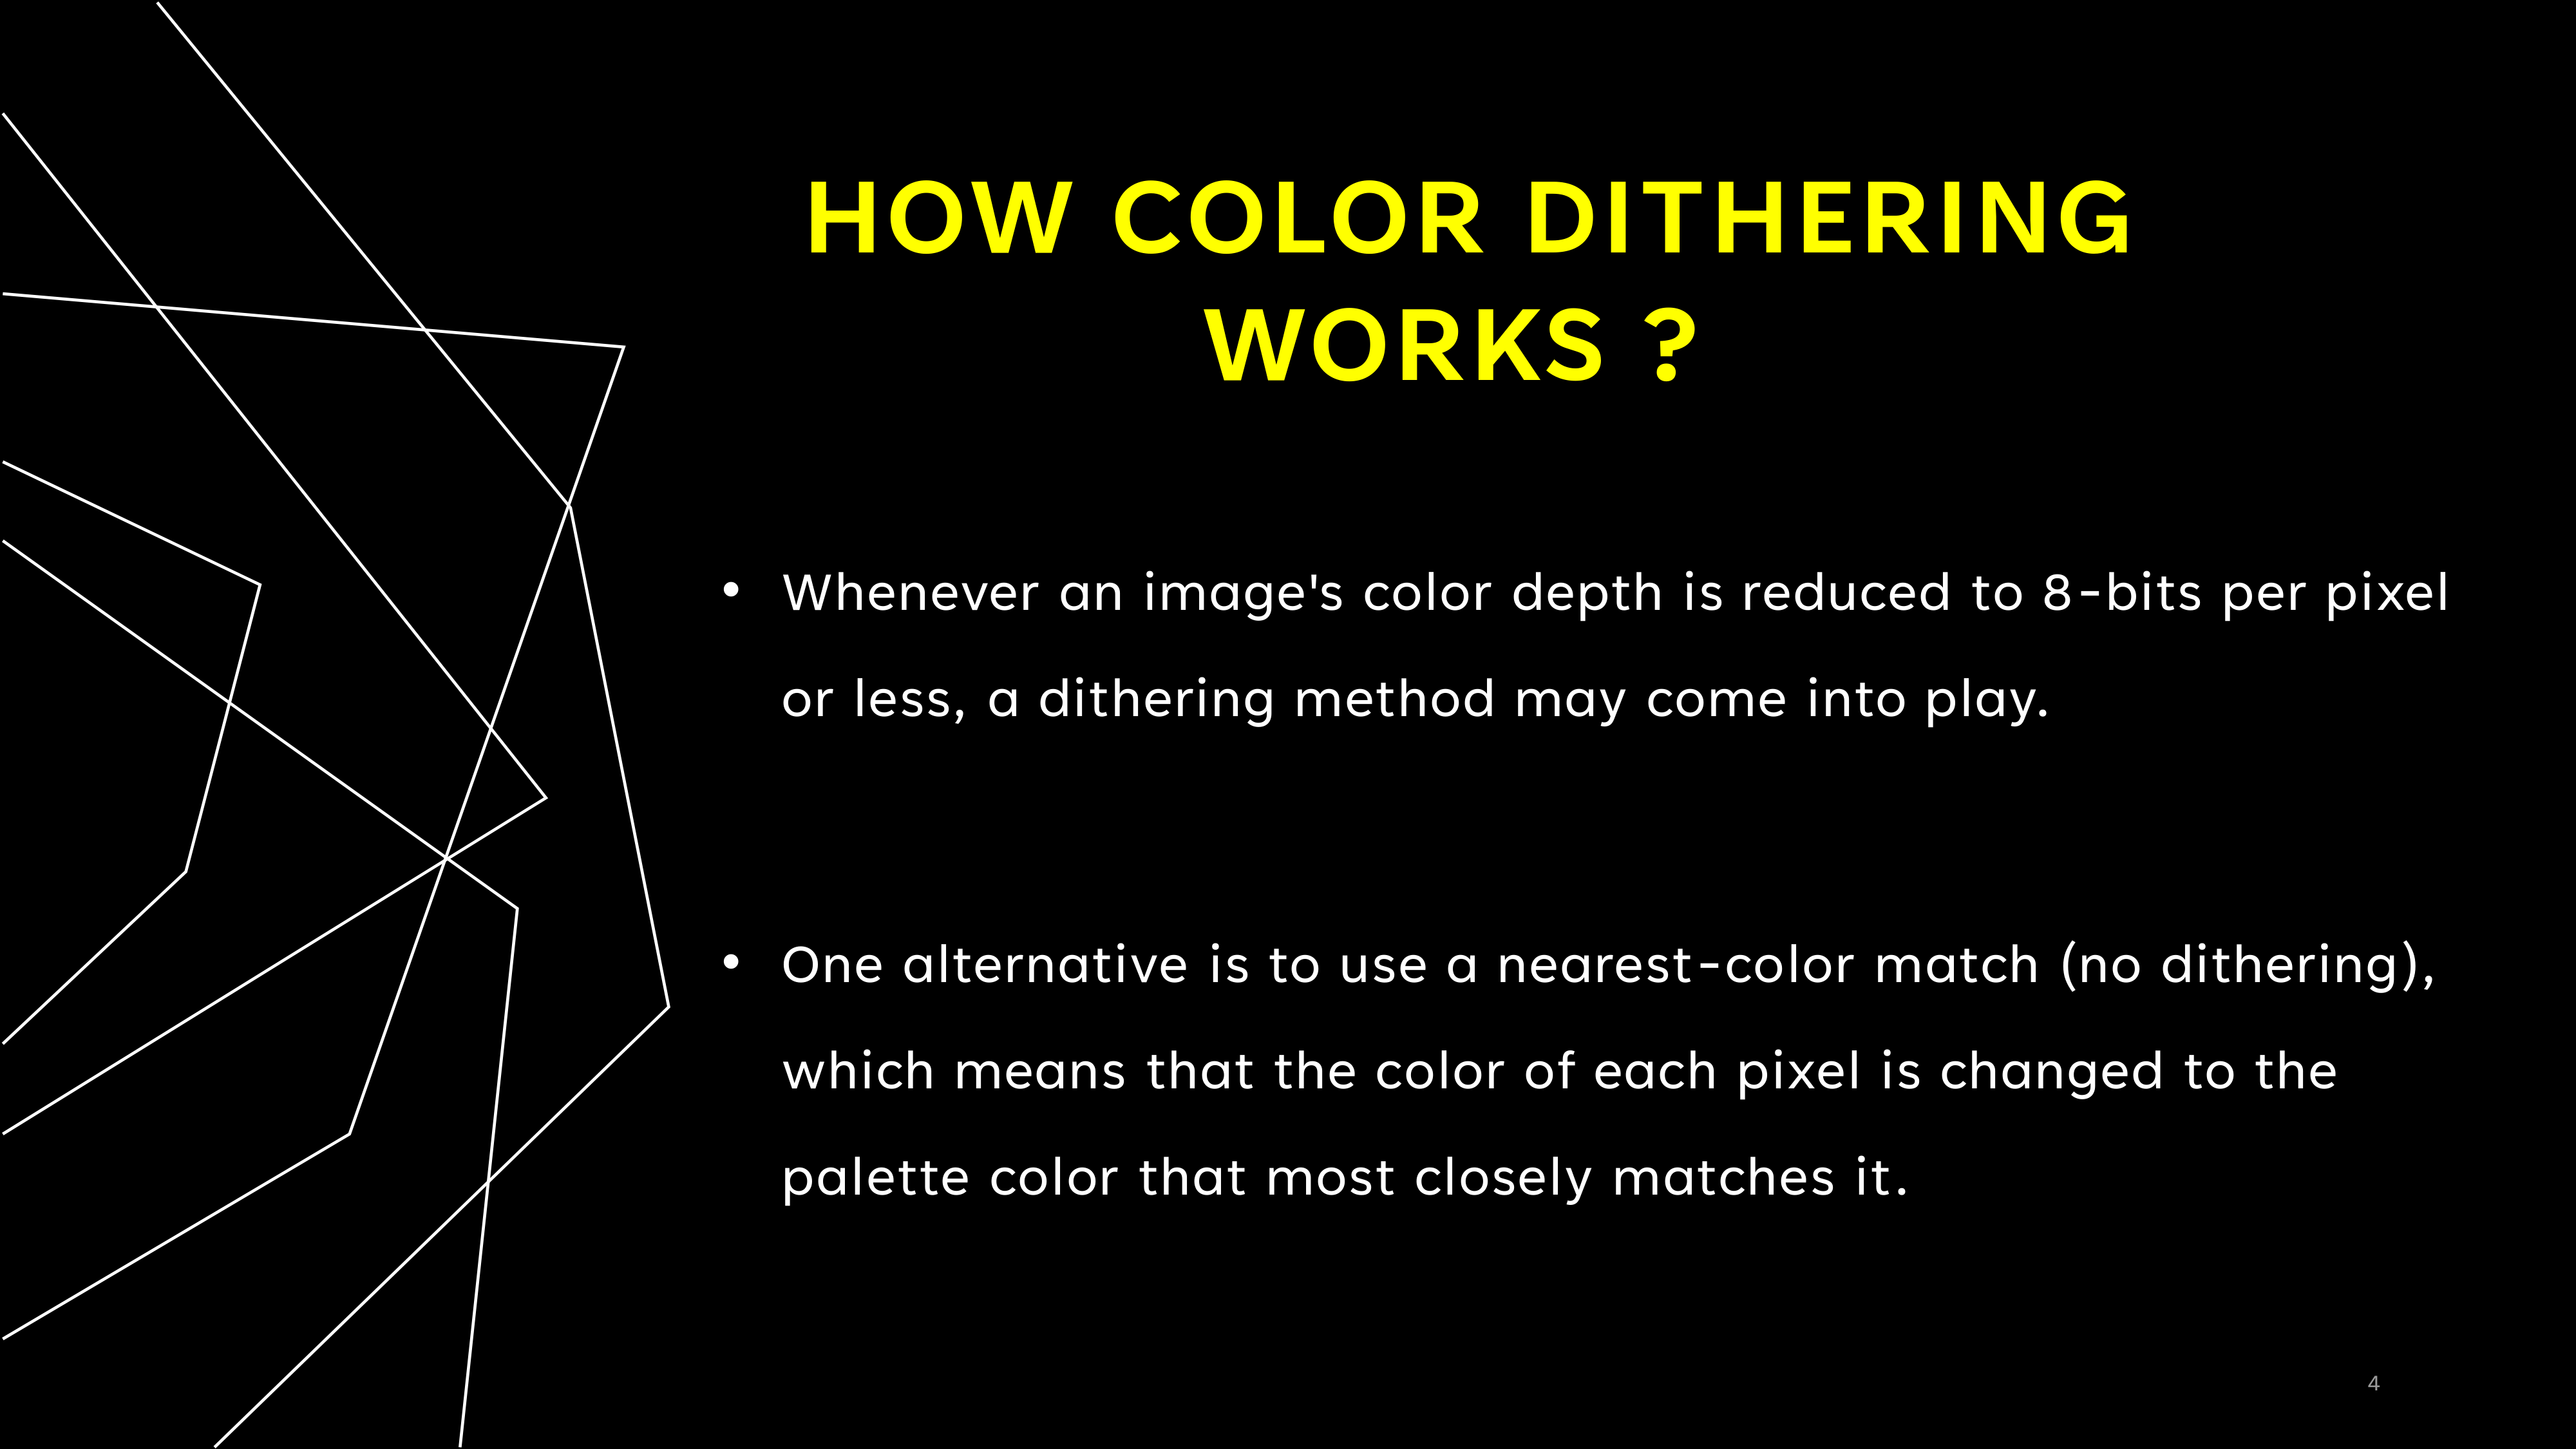 HOW COLOR DITHERING
WORKS ?
• Whenever an image's color depth is reduced to 8-bits per pixel
or less, a dithering method may come into play.
• One alternative is to use a nearest-color match (no dithering),
which means that the color of each pixel is changed to the
palette color that most closely matches it.
4